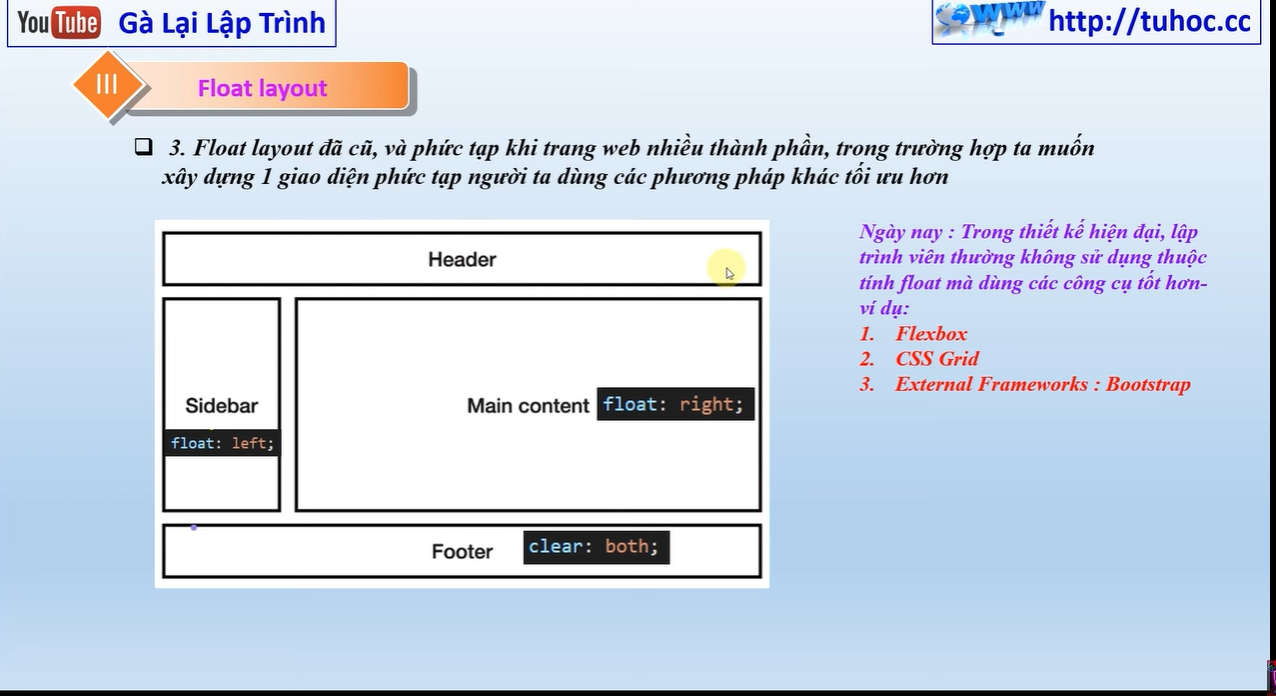 YouTube Gà Lại Lập Trình
WWW http://tuhoc.cc
III Float layout
3. Float layout đã cũ, và phức tạp khi trang web nhiều thành phần, trong trường hợp ta muốn
xây dựng 1 giao diện phức tạp người ta dùng các phương pháp khác tối ưu hơn
Header
Sidebar
float: left;
Main content float: right;
Footer clear: both;
Ngày nay : Trong thiết kế hiện đại, lập
trình viên thường không sử dụng thuộc
tính float mà dùng các công cụ tốt hơn-
ví dụ:
1. Flexbox
2. CSS Grid
3. External Frameworks : Bootstrap